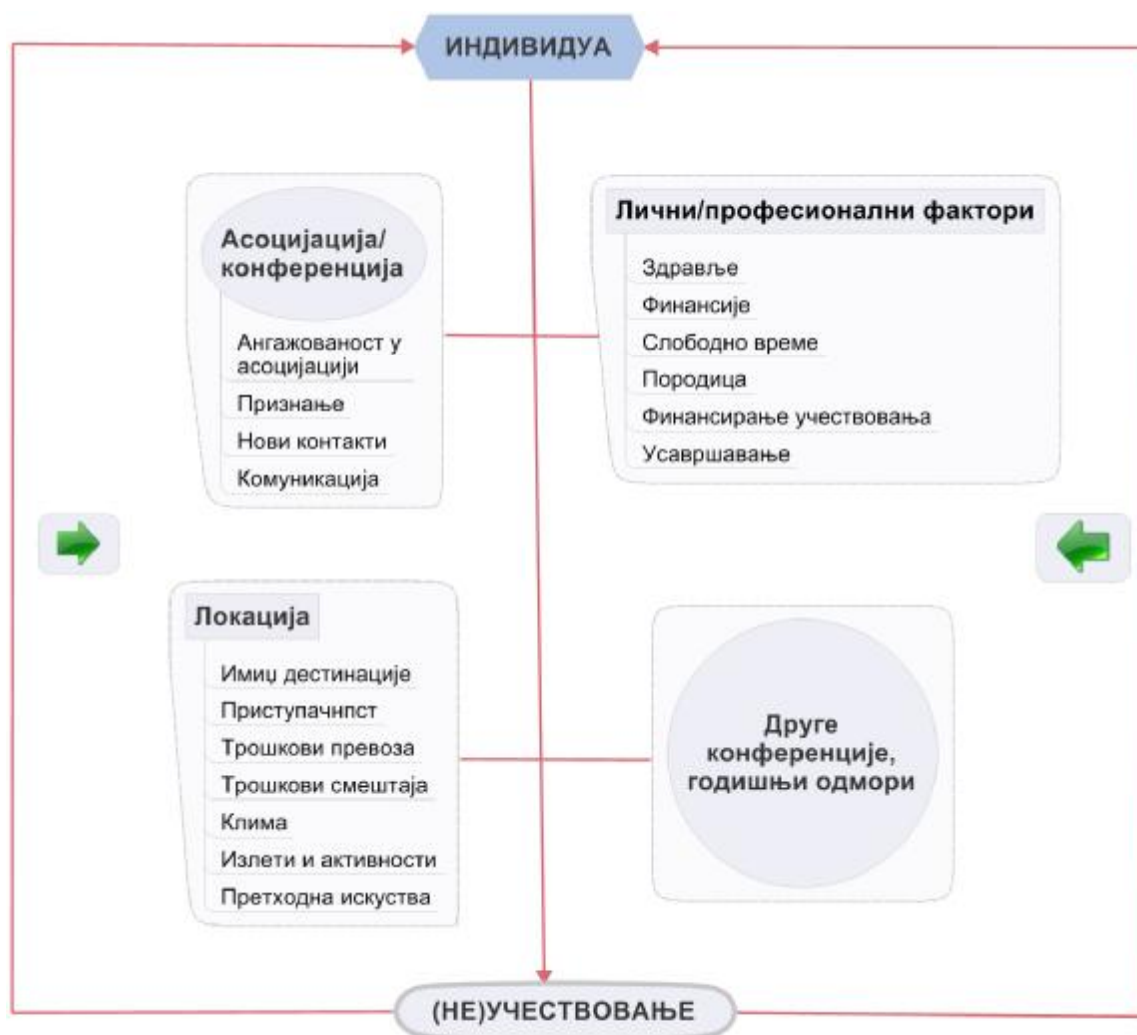 ИНДИВИДУА
Асоцијација/
конференција
Ангажованост у
асоцијацији
Признање
Нови контакти
Комуникација
Лични/професионални фактори
Здравље
Финансије
Слободно време
Породица
Финансирање учествовања
Усавршавање
Локација
Имиџ дестинације
Приступачнпст
Трошкови превоза
Трошкови смештаја
Клима
Излети и активности
Претходна искуства
Друге
конференције,
годишњи одмори
(НЕ)УЧЕСТВОВАЊЕ